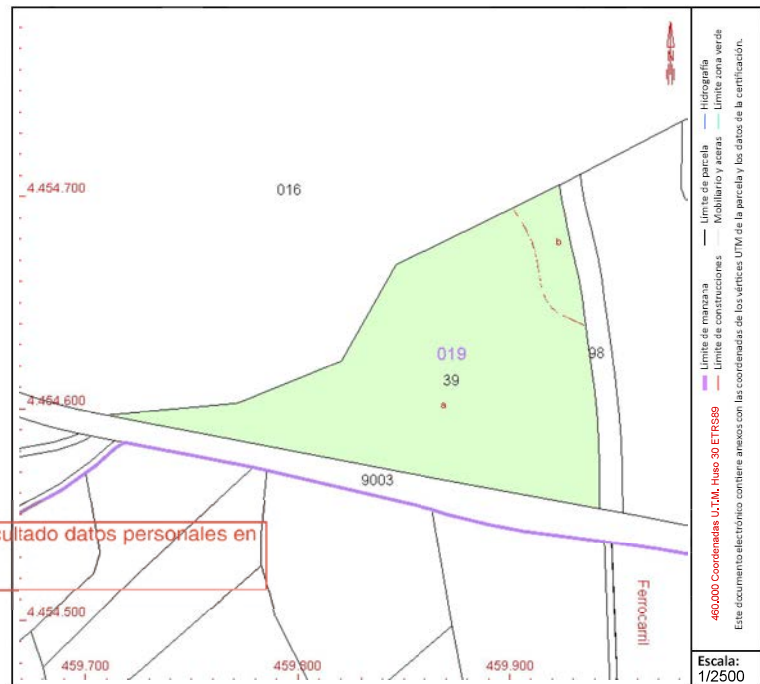 016
4.454.700
b
019
98
39
4.454.600
a
9003
cultado datos personales en
4.454.500
Ferrocarril
459.700
459.800
459.900
Límite de manzana
Límite de parcela
Hidrografía
Límite de construcciones
Mobiliario y aceras
Límite zona verde
460,000 Coordenadas U.T.M. Huso 30 ETRS89
Este documento electrónico contiene anexos con las coordenadas de los vértices UTM de la parcela y los datos de la certificación.
Escala:
1/2500